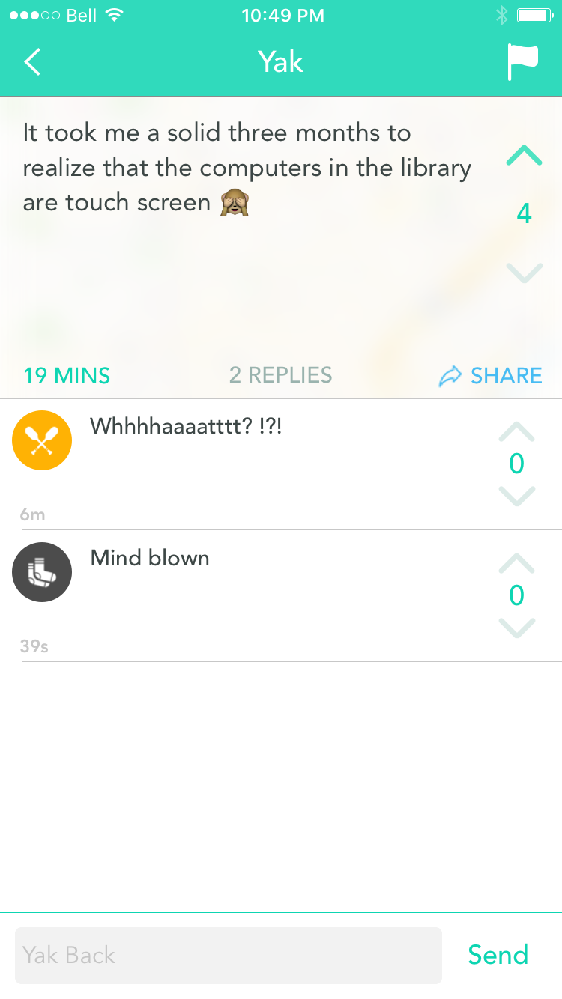 Bell 10:49 PM
Yak
It took me a solid three months to
realize that the computers in the library
are touch screen 🙈
4
19 MINS 2 REPLIES SHARE
Whhhhaaaatttt? !?!
0
6m
Mind blown
0
39s
Yak Back Send